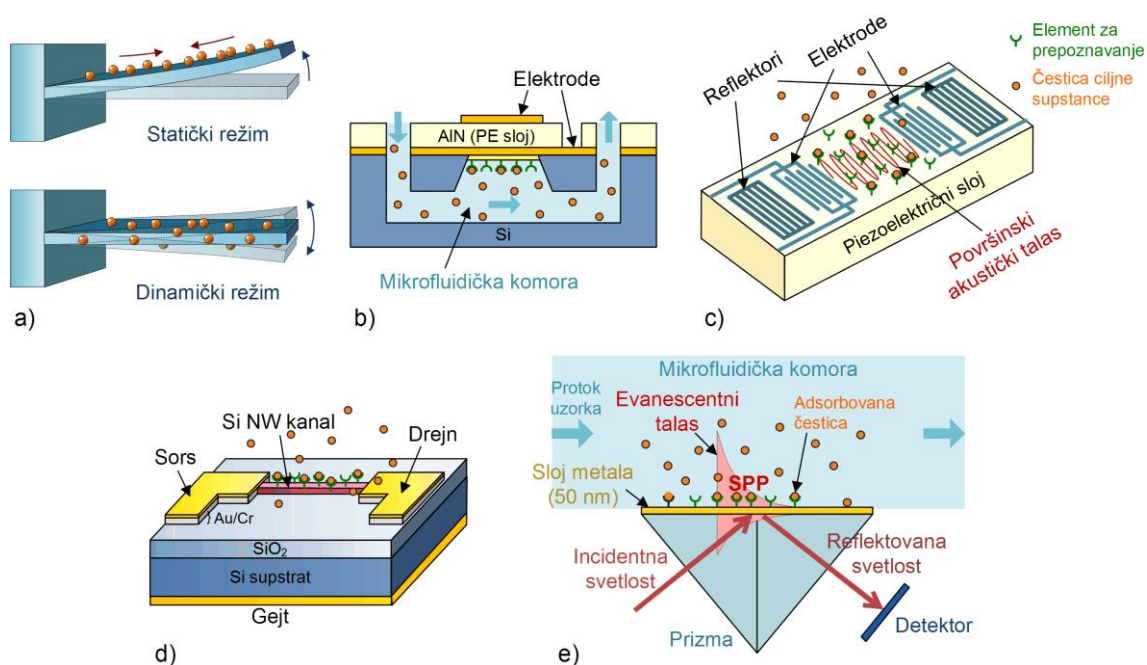 Statički režim
Dinamički režim
a)
Elektrode
AlN (PE sloj)
Si
Mikrofluidička komora
b)
Reflektori
Elektrode
Element za
prepoznavanje
Čestica ciljne
supstance
Piezoelektrični sloj
Površinski
akustički talas
c)
Si NW kanal
Sors
Drejn
Au/Cr
SiO2
Si supstrat
Gejt
d)
Mikrofluidička komora
Protok
uzorka
Evanescentni
talas
Adsorbovana
čestica
Sloj metala
(50 nm)
SPP
Incidentna
svetlost
Reflektovana
svetlost
Prizma
Detektor
e)